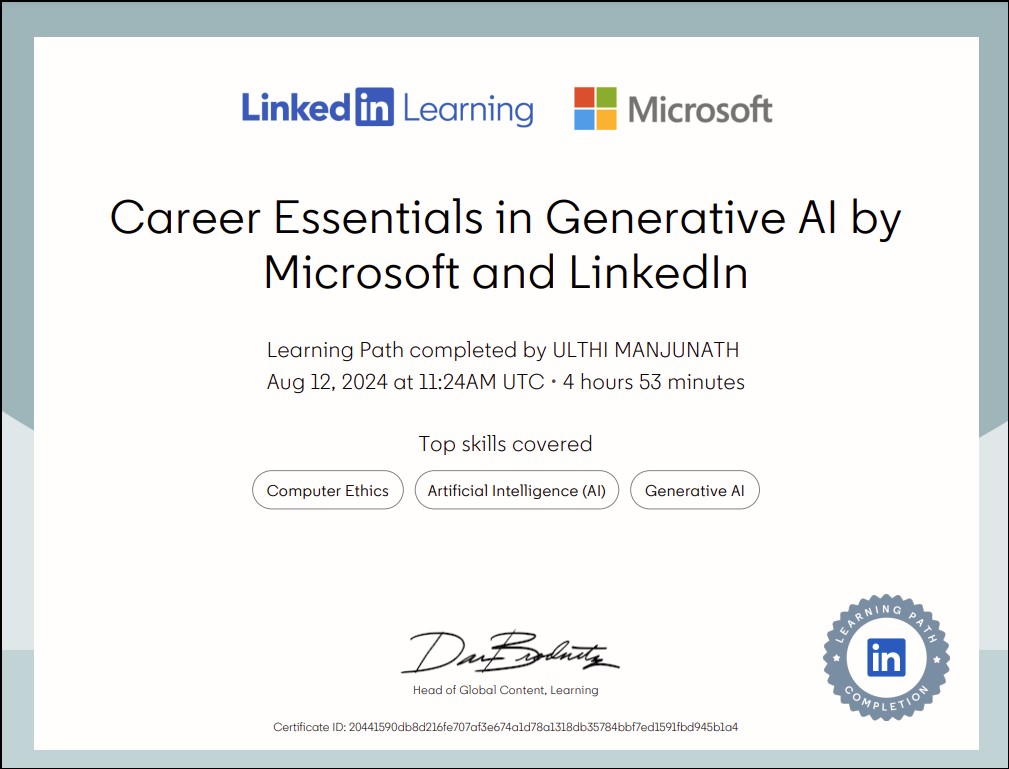 Linked in Learning Microsoft
Career Essentials in Generative AI by
Microsoft and LinkedIn
Learning Path completed by ULTHI MANJUNATH
Aug 12, 2024 at 11:24AM UTC • 4 hours 53 minutes
Top skills covered
Computer Ethics Artificial Intelligence (AI) Generative AI
Dan Brodnitz
Head of Global Content, Learning
LEARNING PATH
in
COMPLETION
Certificate ID: 20441590db8d216fe707af3e674a1d78a1318db35784bbf7ed1591fbd945b1a4